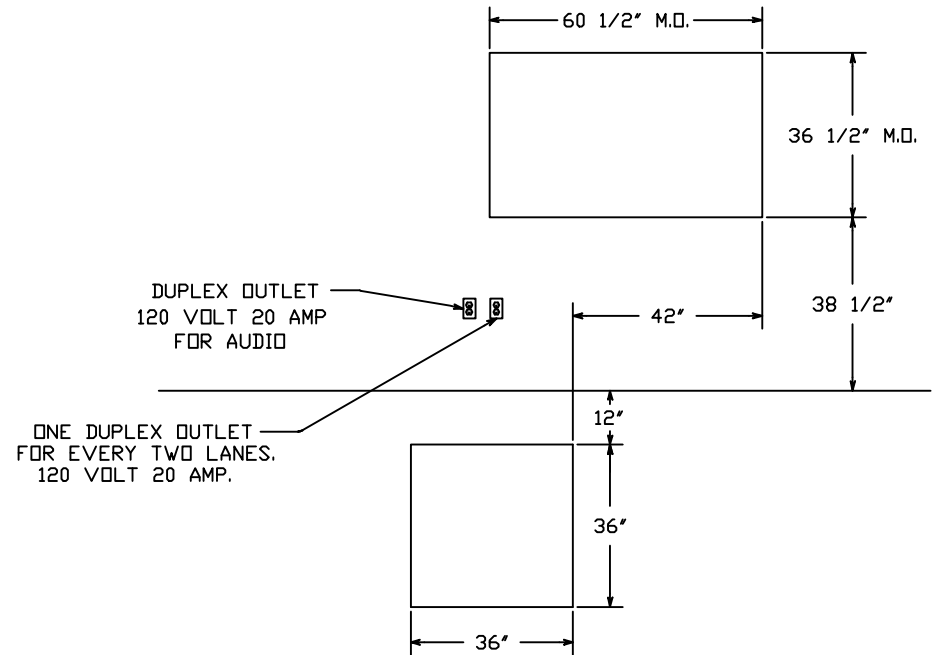 60 1/2" M.O.
36 1/2" M.O.
DUPLEX OUTLET
120 VOLT 20 AMP
FOR AUDIO
42"
38 1/2"
12"
ONE DUPLEX OUTLET
FOR EVERY TWO LANES.
120 VOLT 20 AMP.
36"
36"